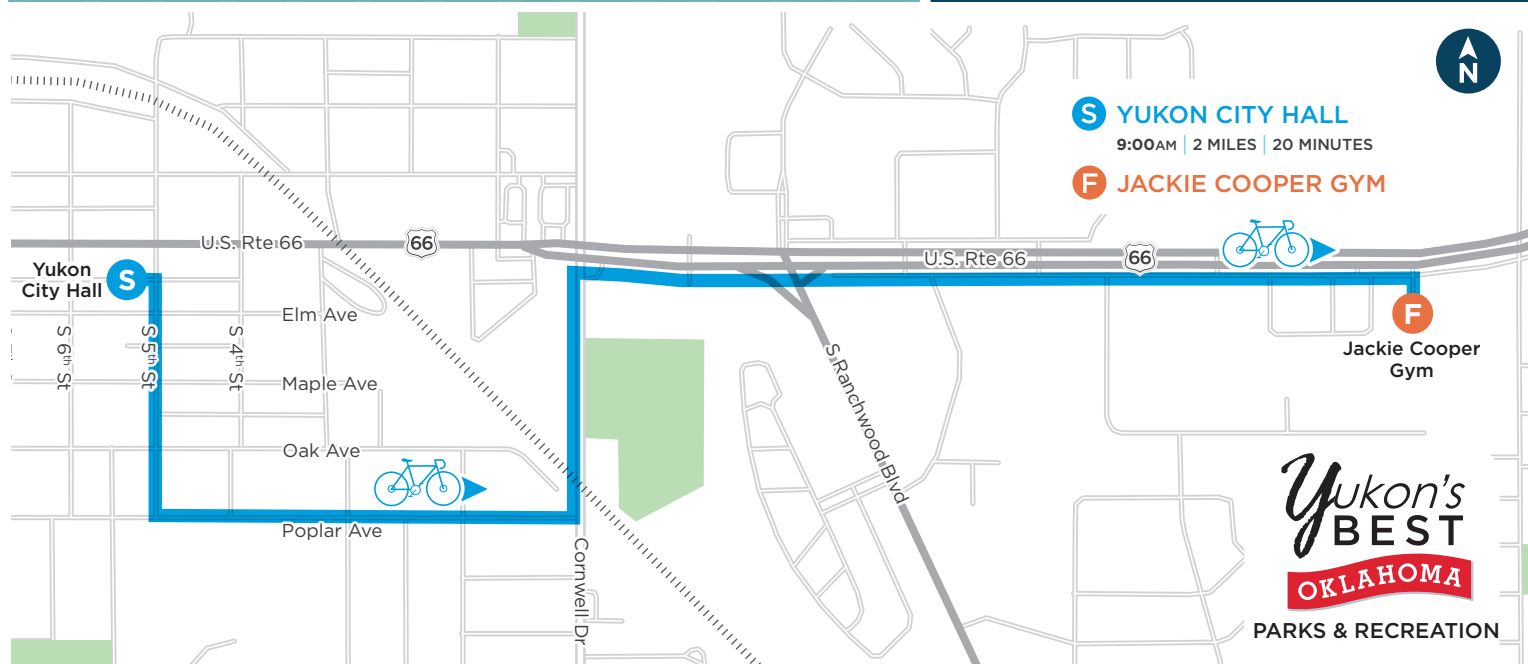 N
S YUKON CITY HALL
9:00AM | 2 MILES | 20 MINUTES
F JACKIE COOPER GYM
U.S. Rte 66
66
U.S. Rte 66
66
Yukon
City Hall
S
Elm Ave
S 6th St
S 5th St
S 4th St
Maple Ave
Oak Ave
Poplar Ave
Cornwell Dr
S Ranchwood Blvd
F
Jackie Cooper
Gym
Yukon's
BEST
OKLAHOMA
PARKS & RECREATION